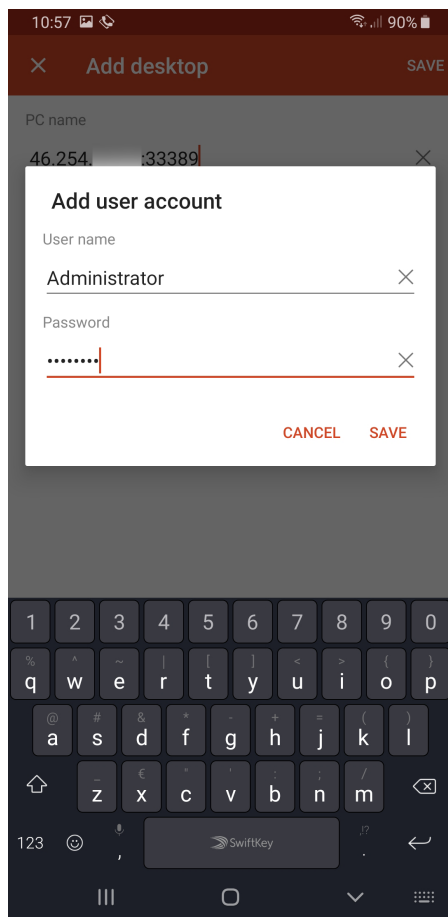 10:57 90%
Add desktop SAVE
PC name
46.254. :33389
Add user account
User name
Administrator
Password
••••••••
CANCEL SAVE
1 2 3 4 5 6 7 8 9 0
% ^ ~ | [ ] < > { }
q w e r t y u i o p
@ # & * - + = ( )
a s d f g h j k l
_ € " ' : ; /
z x c v b n m
123 , SwiftKey ,!? .